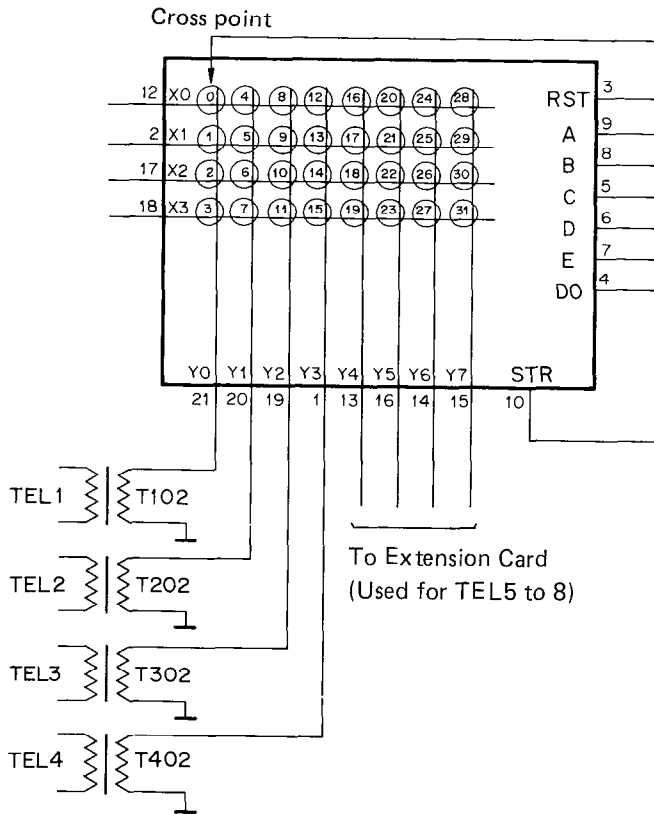 Cross point
12 X0 0 4 8 12 16 20 24 28 RST 3
2 X1 1 5 9 13 17 21 25 29 A 9
17 X2 2 6 10 14 18 22 26 30 B 8
18 X3 3 7 11 15 19 23 27 31 C 5
D 6
E 7
DO 4
Y0 Y1 Y2 Y3 Y4 Y5 Y6 Y7 STR
21 20 19 1 13 16 14 15 10
TEL1 T102
To Extension Card
TEL2 T202
(Used for TEL5 to 8)
TEL3 T302
TEL4 T402